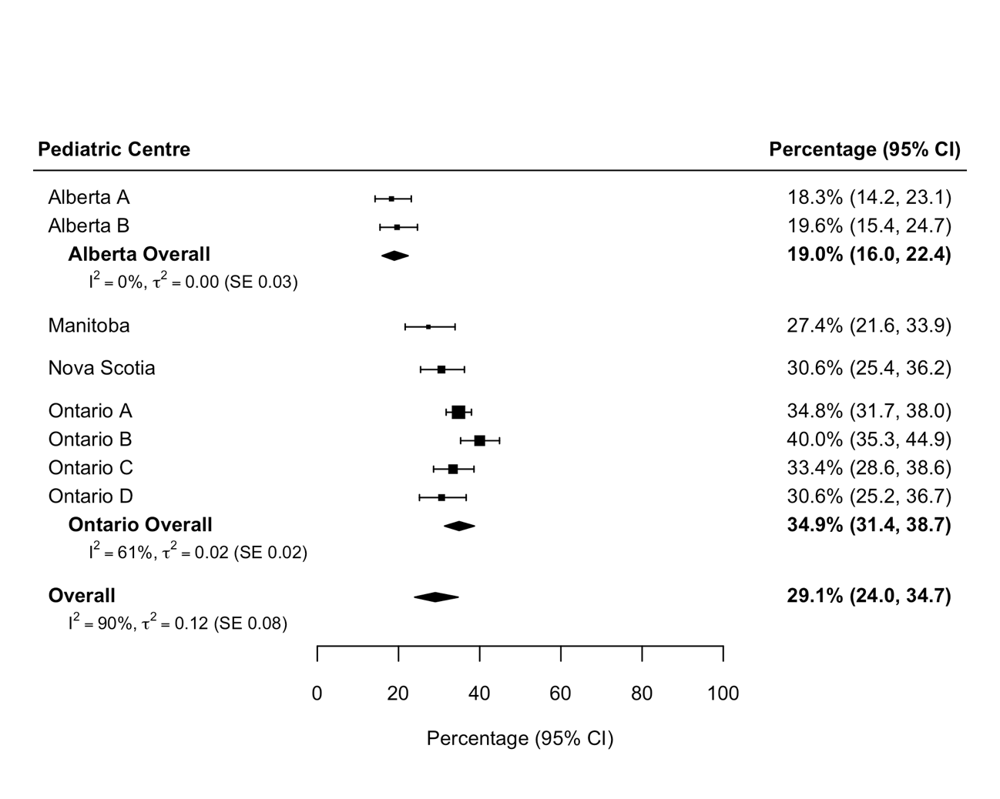 Pediatric Centre Percentage (95% CI)
Alberta A 18.3% (14.2, 23.1)
Alberta B 19.6% (15.4, 24.7)
Alberta Overall 19.0% (16.0, 22.4)
I² = 0%, τ² = 0.00 (SE 0.03)
Manitoba 27.4% (21.6, 33.9)
Nova Scotia 30.6% (25.4, 36.2)
Ontario A 34.8% (31.7, 38.0)
Ontario B 40.0% (35.3, 44.9)
Ontario C 33.4% (28.6, 38.6)
Ontario D 30.6% (25.2, 36.7)
Ontario Overall 34.9% (31.4, 38.7)
I² = 61%, τ² = 0.02 (SE 0.02)
Overall 29.1% (24.0, 34.7)
I² = 90%, τ² = 0.12 (SE 0.08)
0 20 40 60 80 100
Percentage (95% CI)